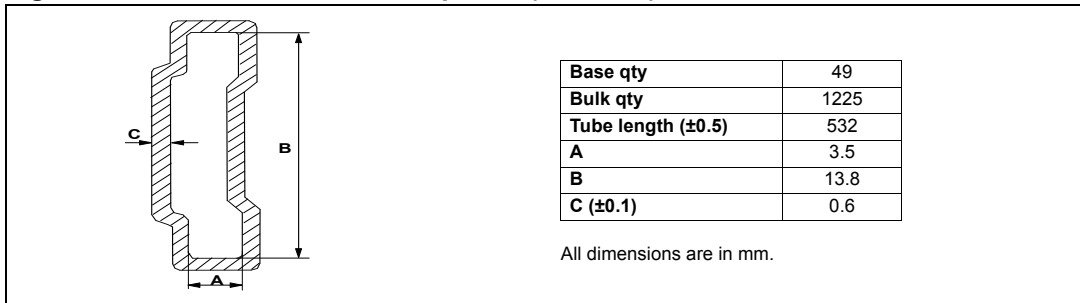 C
B
A
Base qty 49
Bulk qty 1225
Tube length (±0.5) 532
A 3.5
B 13.8
C (±0.1) 0.6
All dimensions are in mm.